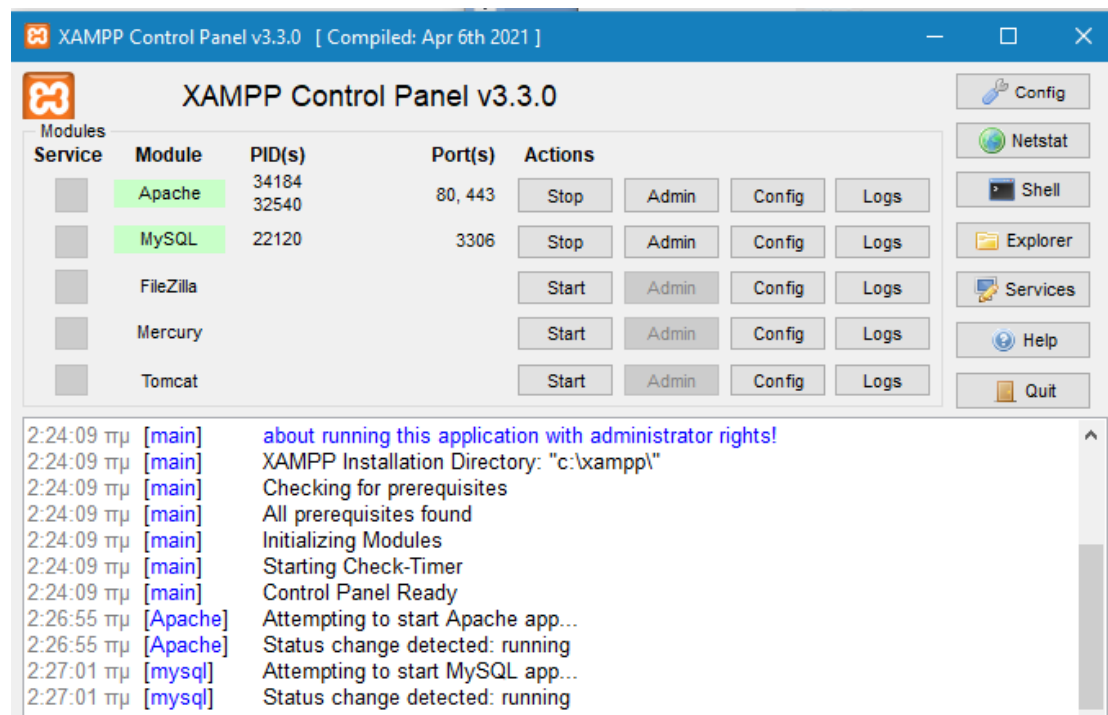 XAMPP Control Panel v3.3.0 [ Compiled: Apr 6th 2021 ]
XAMPP Control Panel v3.3.0
Config
Modules
Netstat
Service Module PID(s) Port(s) Actions
Apache 34184 32540 80, 443 Stop Admin Config Logs
Shell
MySQL 22120 3306 Stop Admin Config Logs
Explorer
FileZilla Start Admin Config Logs
Services
Mercury Start Admin Config Logs
Help
Tomcat Start Admin Config Logs
Quit
2:24:09 πμ [main] about running this application with administrator rights!
2:24:09 πμ [main] XAMPP Installation Directory: "c:\xampp\"
2:24:09 πμ [main] Checking for prerequisites
2:24:09 πμ [main] All prerequisites found
2:24:09 πμ [main] Initializing Modules
2:24:09 πμ [main] Starting Check-Timer
2:24:09 πμ [main] Control Panel Ready
2:26:55 πμ [Apache] Attempting to start Apache app...
2:26:55 πμ [Apache] Status change detected: running
2:27:01 πμ [mysql] Attempting to start MySQL app...
2:27:01 πμ [mysql] Status change detected: running